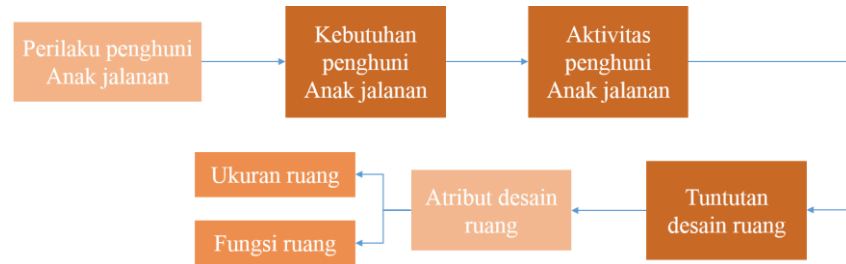 Perilaku penghuni
Anak jalanan
Kebutuhan
penghuni
Anak jalanan
Aktivitas
penghuni
Anak jalanan
Tuntutan
desain ruang
Atribut desain
ruang
Ukuran ruang
Fungsi ruang